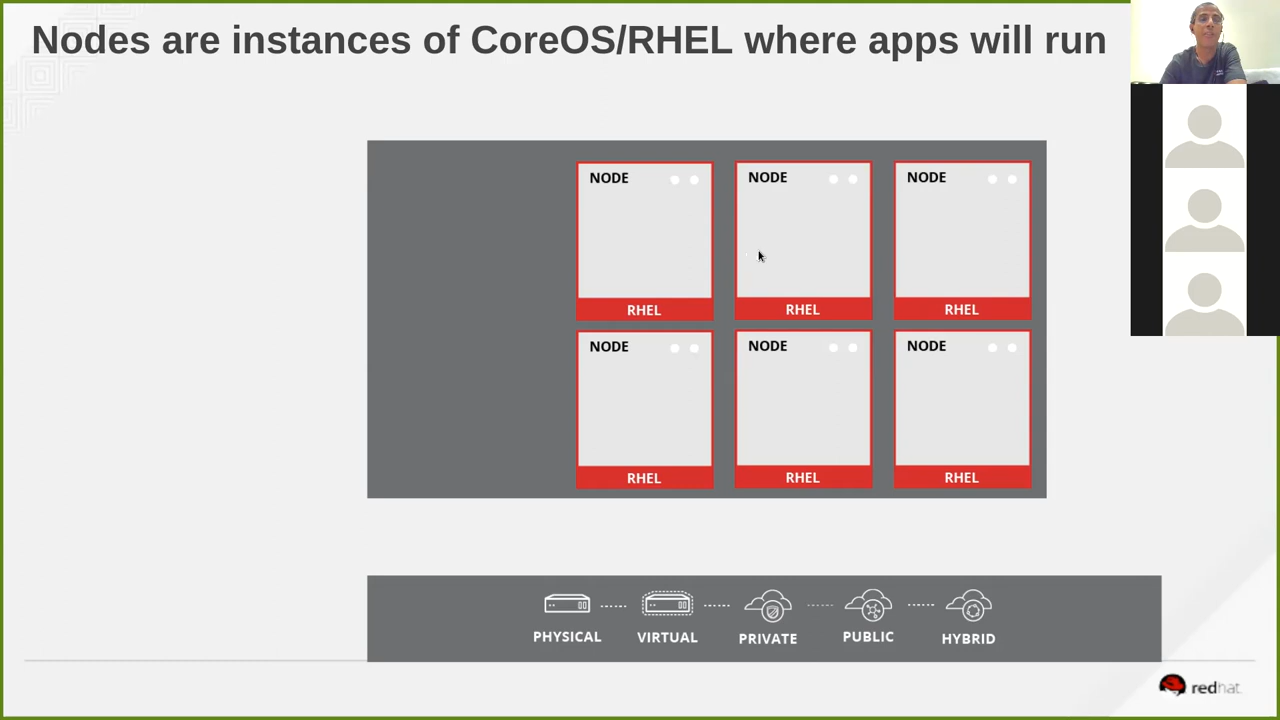 Nodes are instances of CoreOS/RHEL where apps will run
NODE NODE NODE
RHEL RHEL RHEL
NODE NODE NODE
RHEL RHEL RHEL
PHYSICAL VIRTUAL PRIVATE PUBLIC HYBRID
redhat.